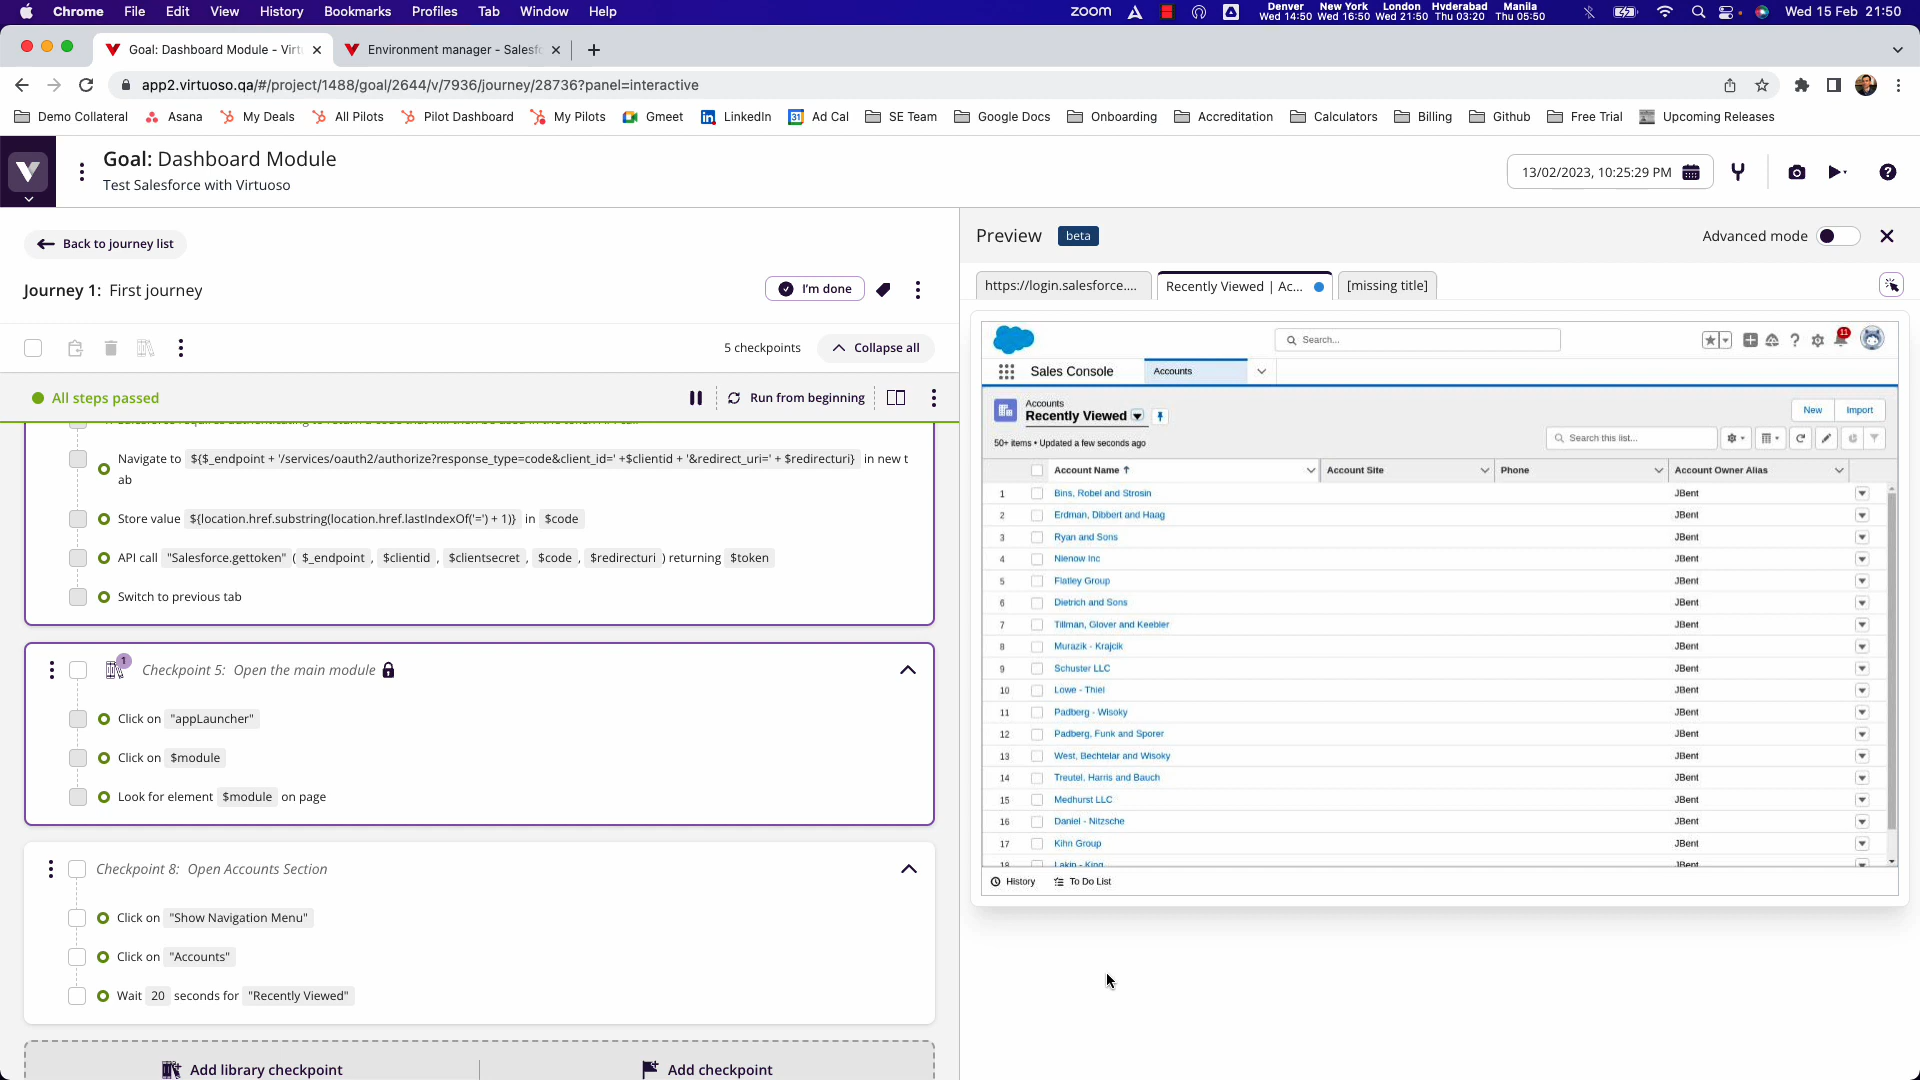 Chrome File Edit View History Bookmarks Profiles Tab Window Help
zoom
Denver Wed 14:50
New York Wed 16:50
London Wed 21:50
Hyderabad Thu 03:20
Manila Thu 05:50
Wed 15 Feb 21:50
Goal: Dashboard Module - Virt
Environment manager - Salesfo
app2.virtuoso.qa/#/project/1488/goal/2644/v/7936/journey/28736?panel=interactive
Demo Collateral Asana My Deals All Pilots Pilot Dashboard My Pilots Gmeet LinkedIn Ad Cal SE Team Google Docs Onboarding Accreditation Calculators Billing Github Free Trial Upcoming Releases
Goal: Dashboard Module
Test Salesforce with Virtuoso
13/02/2023, 10:25:29 PM
Back to journey list
Journey 1: First journey
I'm done
5 checkpoints
Collapse all
All steps passed
Run from beginning
Navigate to ${$_endpoint + '/services/oauth2/authorize?response_type=code&client_id=' +$clientid + '&redirect_uri=' + $redirecturi} in new t
ab
Store value ${location.href.substring(location.href.lastIndexOf('=') + 1)} in $code
API call "Salesforce.gettoken" ( $_endpoint , $clientid , $clientsecret , $code , $redirecturi ) returning $token
Switch to previous tab
1
Checkpoint 5: Open the main module
Click on "appLauncher"
Click on $module
Look for element $module on page
Checkpoint 8: Open Accounts Section
Click on "Show Navigation Menu"
Click on "Accounts"
Wait 20 seconds for "Recently Viewed"
Add library checkpoint
Add checkpoint
Preview beta
Advanced mode
https://login.salesforce....
Recently Viewed | Ac...
[missing title]
Search...
11
Sales Console
Accounts
Accounts
Recently Viewed
New Import
50+ items • Updated a few seconds ago
Search this list...
Account Name Account Site Phone Account Owner Alias
1 Bins, Robel and Strosin JBent
2 Erdman, Dibbert and Haag JBent
3 Ryan and Sons JBent
4 Nienow Inc JBent
5 Flatley Group JBent
6 Dietrich and Sons JBent
7 Tillman, Glover and Keebler JBent
8 Murazik - Krajcik JBent
9 Schuster LLC JBent
10 Lowe - Thiel JBent
11 Padberg - Wisoky JBent
12 Padberg, Funk and Sporer JBent
13 West, Bechtelar and Wisoky JBent
14 Treutel, Harris and Bauch JBent
15 Medhurst LLC JBent
16 Daniel - Nitzsche JBent
17 Kihn Group JBent
18 Lakin - King JBent
History To Do List